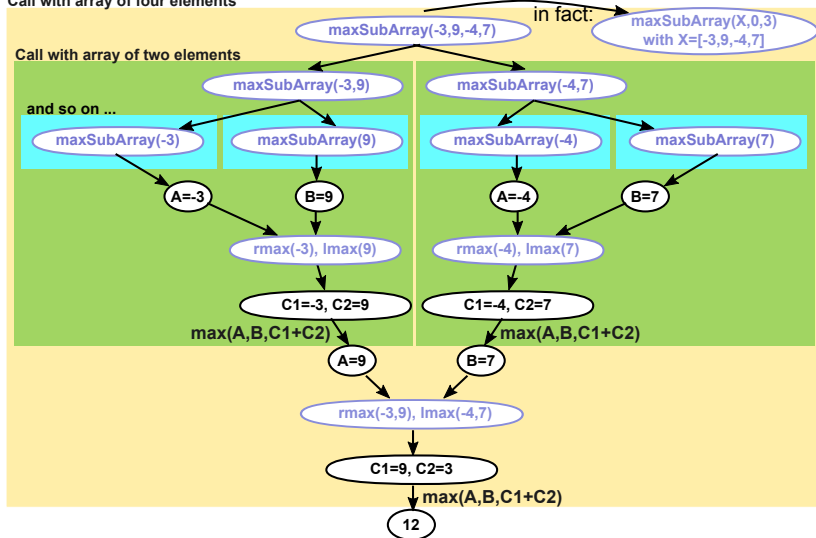 Call with array of four elements
in fact:
maxSubArray(X,0,3)
with X=[-3,9,-4,7]
maxSubArray(-3,9,-4,7)
Call with array of two elements
maxSubArray(-3,9)
maxSubArray(-4,7)
and so on ...
maxSubArray(-3)
maxSubArray(9)
maxSubArray(-4)
maxSubArray(7)
A=-3
B=9
A=-4
B=7
rmax(-3), lmax(9)
rmax(-4), lmax(7)
C1=-3, C2=9
C1=-4, C2=7
max(A,B,C1+C2)
max(A,B,C1+C2)
A=9
B=7
rmax(-3,9), lmax(-4,7)
C1=9, C2=3
max(A,B,C1+C2)
12